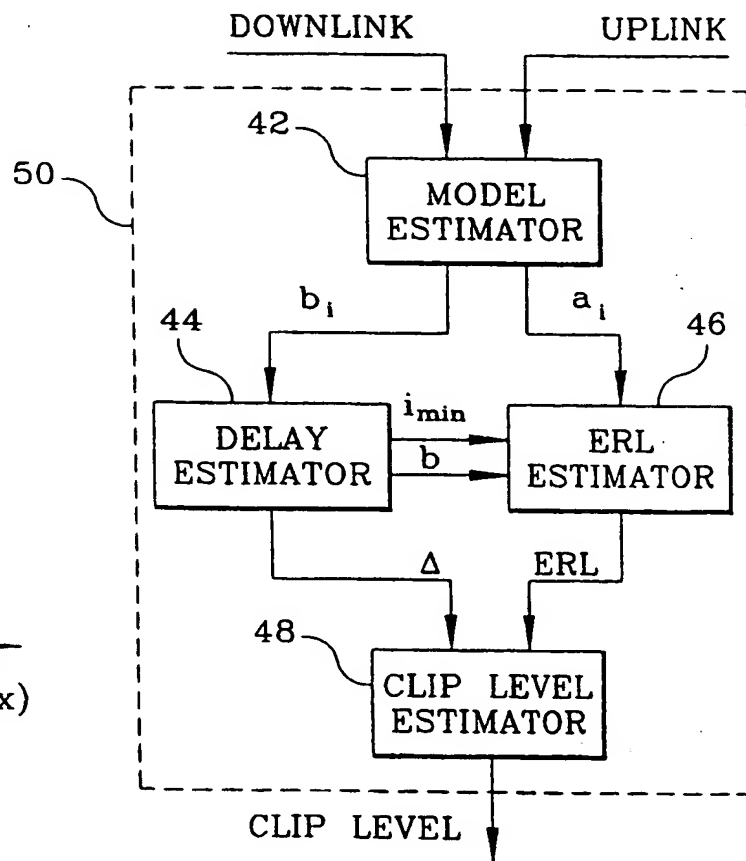 DOWNLINK UPLINK
42
50
MODEL
ESTIMATOR
b_i a_i
44 46
i_min
DELAY
ESTIMATOR
b
ERL
ESTIMATOR
Δ ERL
48
x)
CLIP LEVEL
ESTIMATOR
CLIP LEVEL